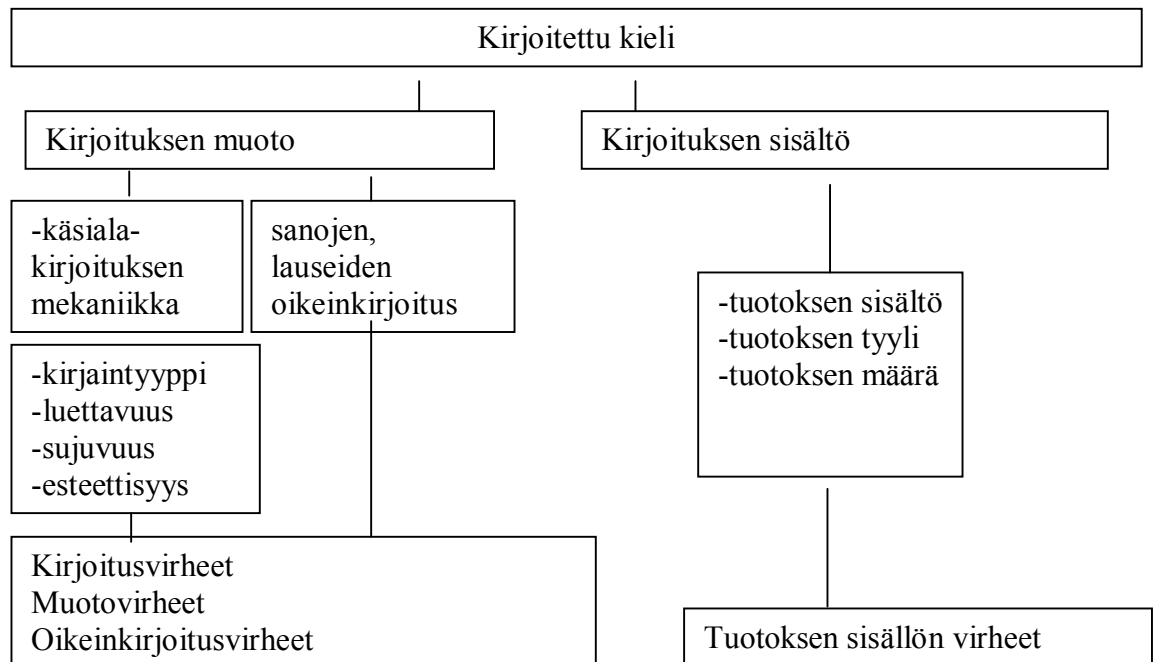 Kirjoitettu kieli
Kirjoituksen muoto
Kirjoituksen sisältö
-käsiala-
kirjoituksen
mekaniikka
sanojen,
lauseiden
oikeinkirjoitus
-kirjaintyyppi
-luettavuus
-sujuvuus
-esteettisyys
-tuotoksen sisältö
-tuotoksen tyyli
-tuotoksen määrä
Kirjoitusvirheet
Muotovirheet
Oikeinkirjoitusvirheet
Tuotoksen sisällön virheet